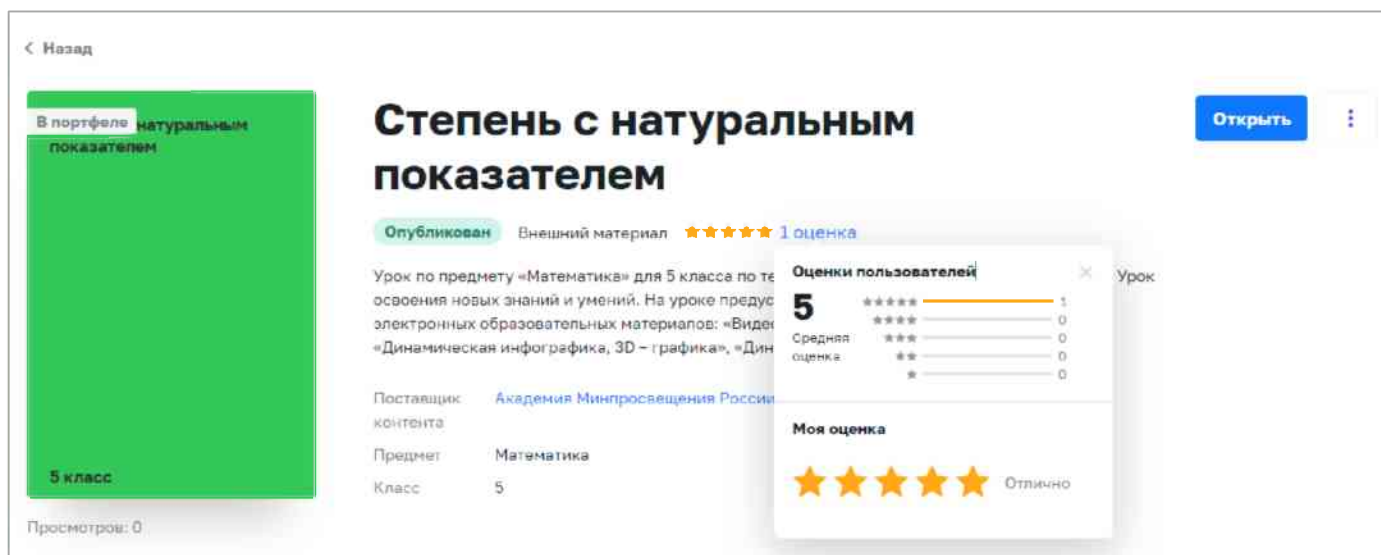 Назад
В портфеле
натуральным
показателем
5 класс
Просмотров: 0
Степень с натуральным
показателем
Открыть
Опубликован Внешний материал 1 оценка
Урок по предмету «Математика» для 5 класса по те Урок
освоения новых знаний и умений. На уроке предус
электронных образовательных материалов: «Видео
«Динамическая инфографика, 3D – графика», «Дин
Поставщик Академия Минпросвещения России
контента
Предмет Математика
Класс 5
Оценки пользователей
5
Средняя
оценка
1
0
0
0
0
Моя оценка
Отлично